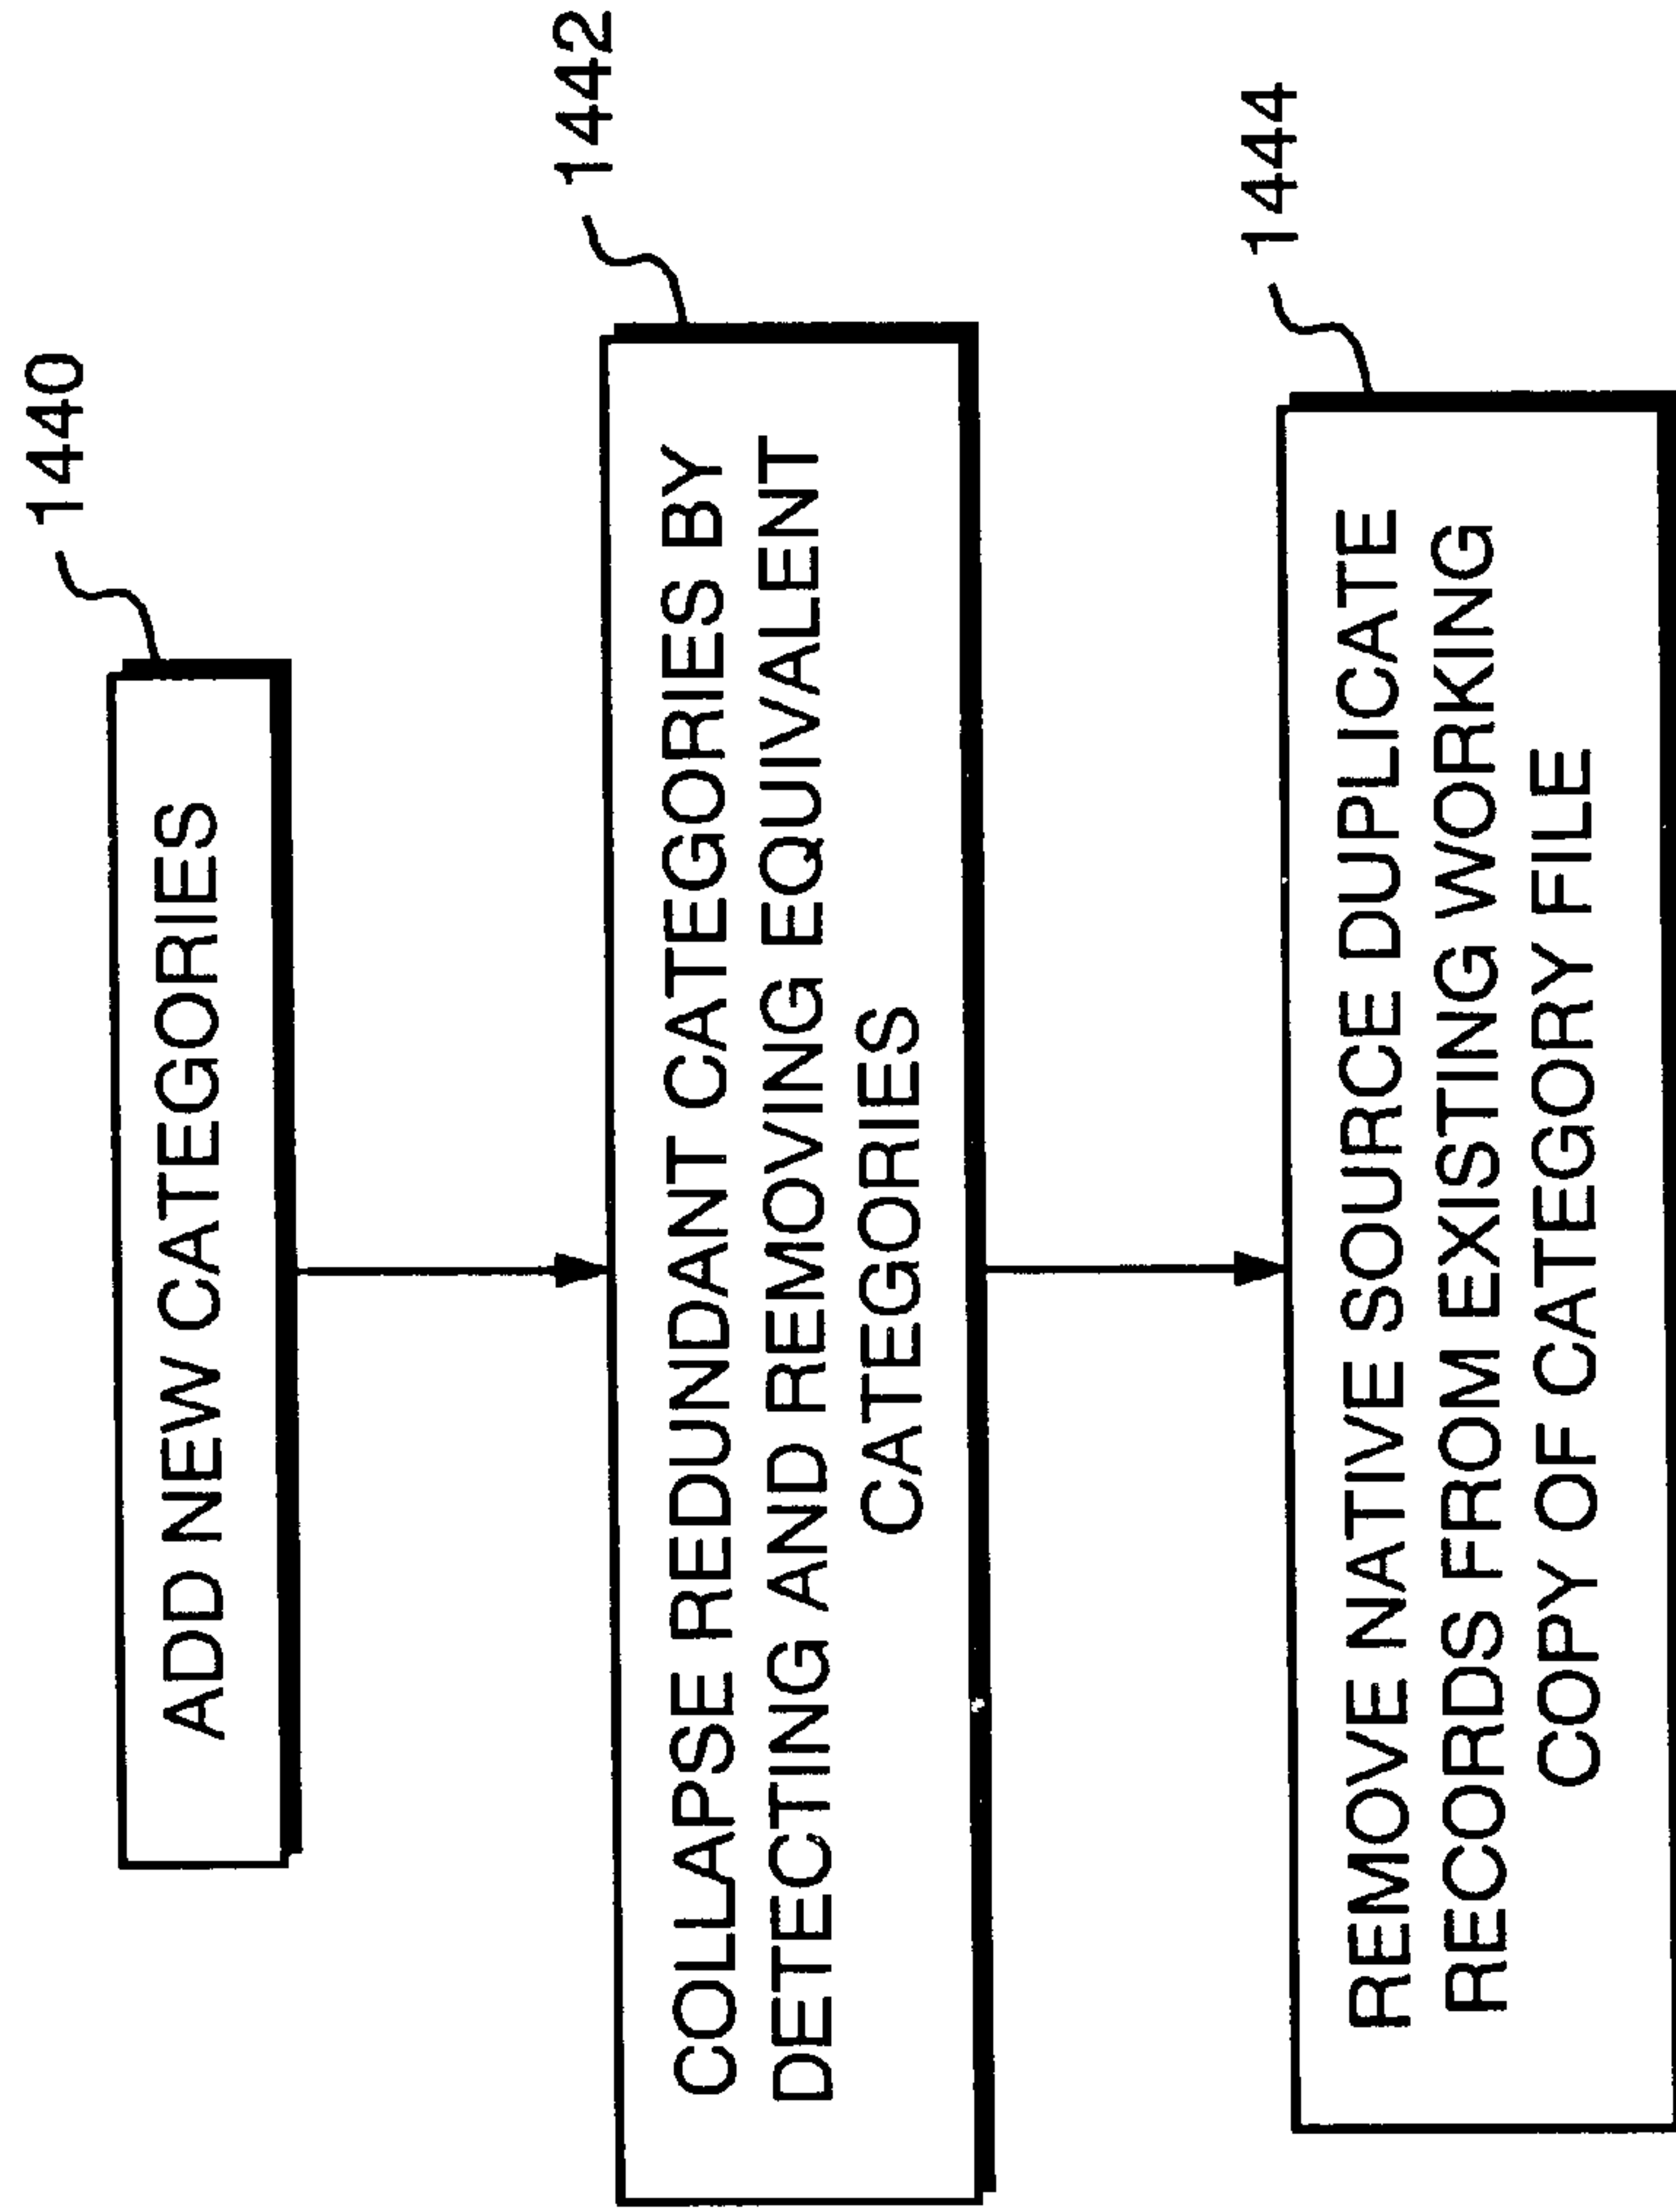 1440
ADD NEW CATEGORIES
1442
COLLAPSE REDUNDANT CATEGORIES BY
DETECTING AND REMOVING EQUIVALENT
CATEGORIES
1444
REMOVE NATIVE SOURCE DUPLICATE
RECORDS FROM EXISTING WORKING
COPY OF CATEGORY FILE